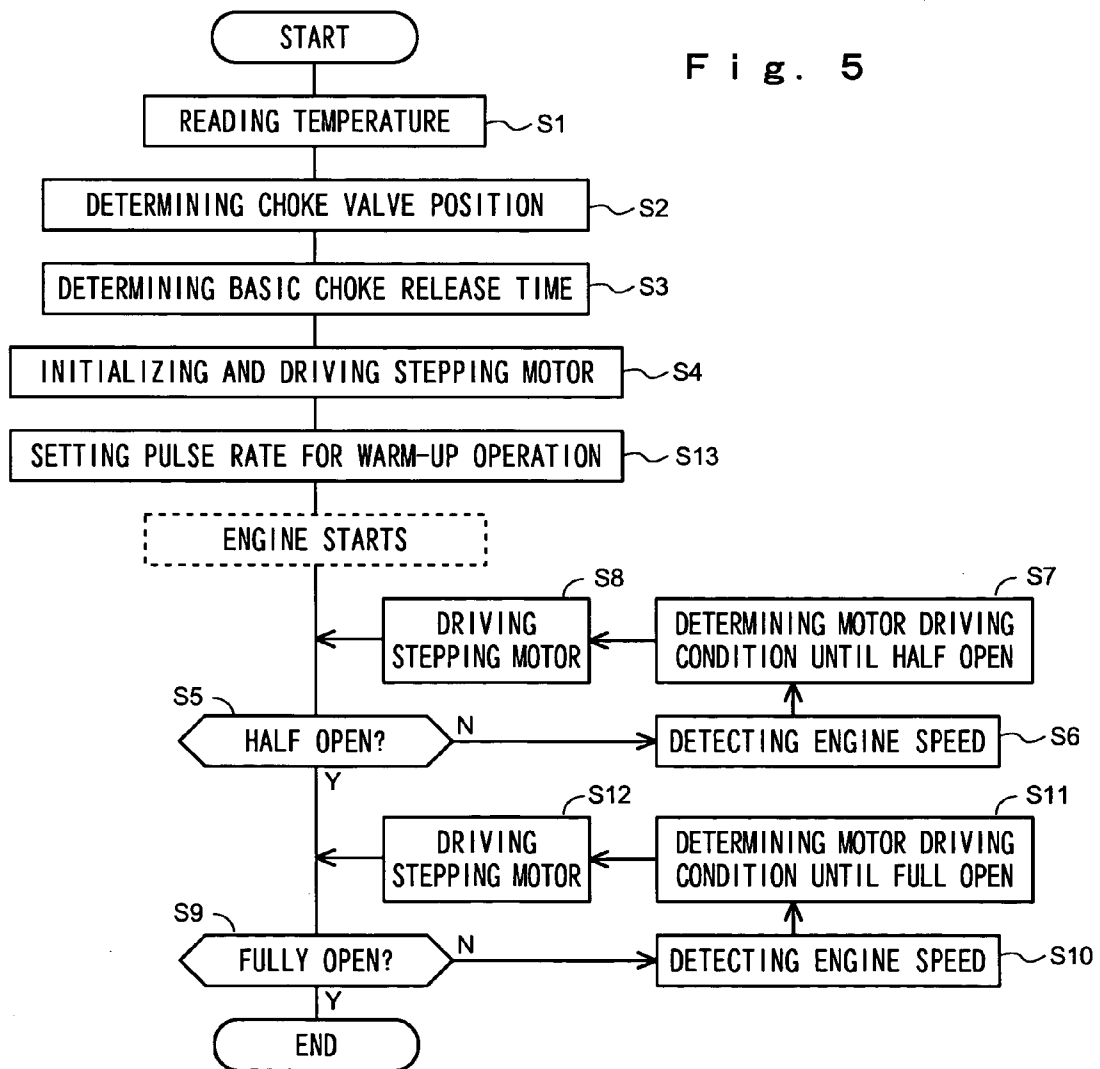 START
Fig. 5
READING TEMPERATURE
S1
DETERMINING CHOKE VALVE POSITION
S2
DETERMINING BASIC CHOKE RELEASE TIME
S3
INITIALIZING AND DRIVING STEPPING MOTOR
S4
SETTING PULSE RATE FOR WARM-UP OPERATION
S13
ENGINE STARTS
S8
DRIVING
STEPPING MOTOR
S7
DETERMINING MOTOR DRIVING
CONDITION UNTIL HALF OPEN
S5
HALF OPEN?
N
Y
DETECTING ENGINE SPEED
S6
S12
DRIVING
STEPPING MOTOR
S11
DETERMINING MOTOR DRIVING
CONDITION UNTIL FULL OPEN
S9
FULLY OPEN?
N
Y
DETECTING ENGINE SPEED
S10
END